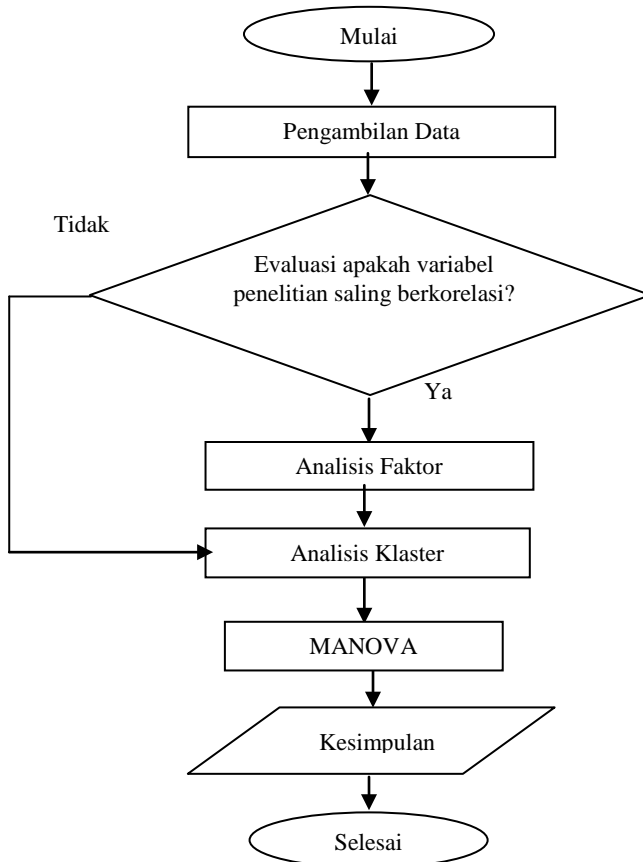 Mulai
Pengambilan Data
Tidak
Evaluasi apakah variabel
penelitian saling berkorelasi?
Ya
Analisis Faktor
Analisis Klaster
MANOVA
Kesimpulan
Selesai